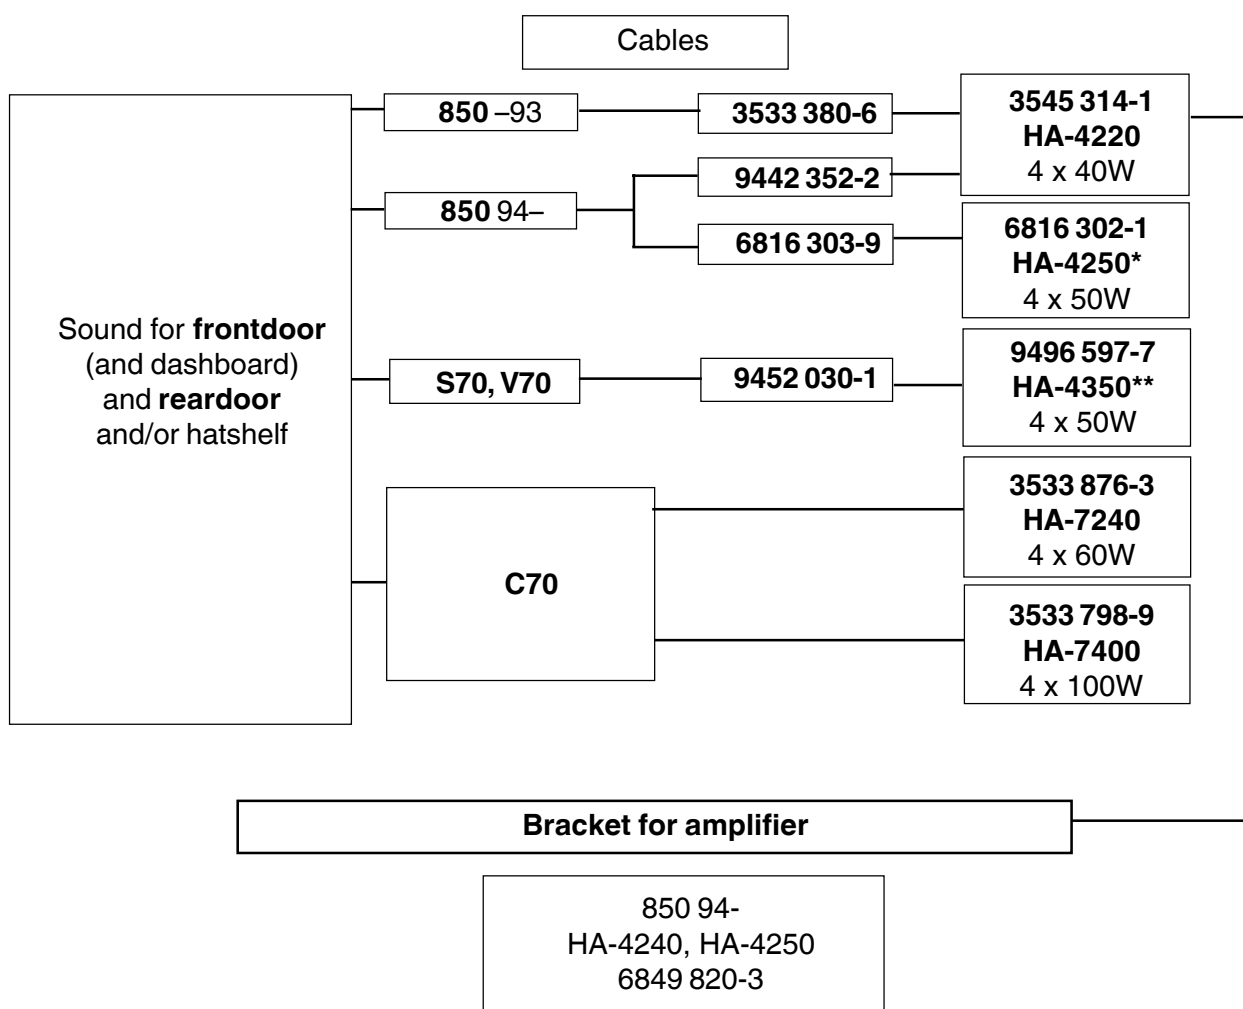 Cables
850 –93
3533 380-6
3545 314-1
HA-4220
4 x 40W
850 94–
9442 352-2
6816 303-9
6816 302-1
HA-4250*
4 x 50W
Sound for frontdoor
(and dashboard)
and reardoor
and/or hatshelf
S70, V70
9452 030-1
9496 597-7
HA-4350**
4 x 50W
C70
3533 876-3
HA-7240
4 x 60W
3533 798-9
HA-7400
4 x 100W
Bracket for amplifier
850 94-
HA-4240, HA-4250
6849 820-3